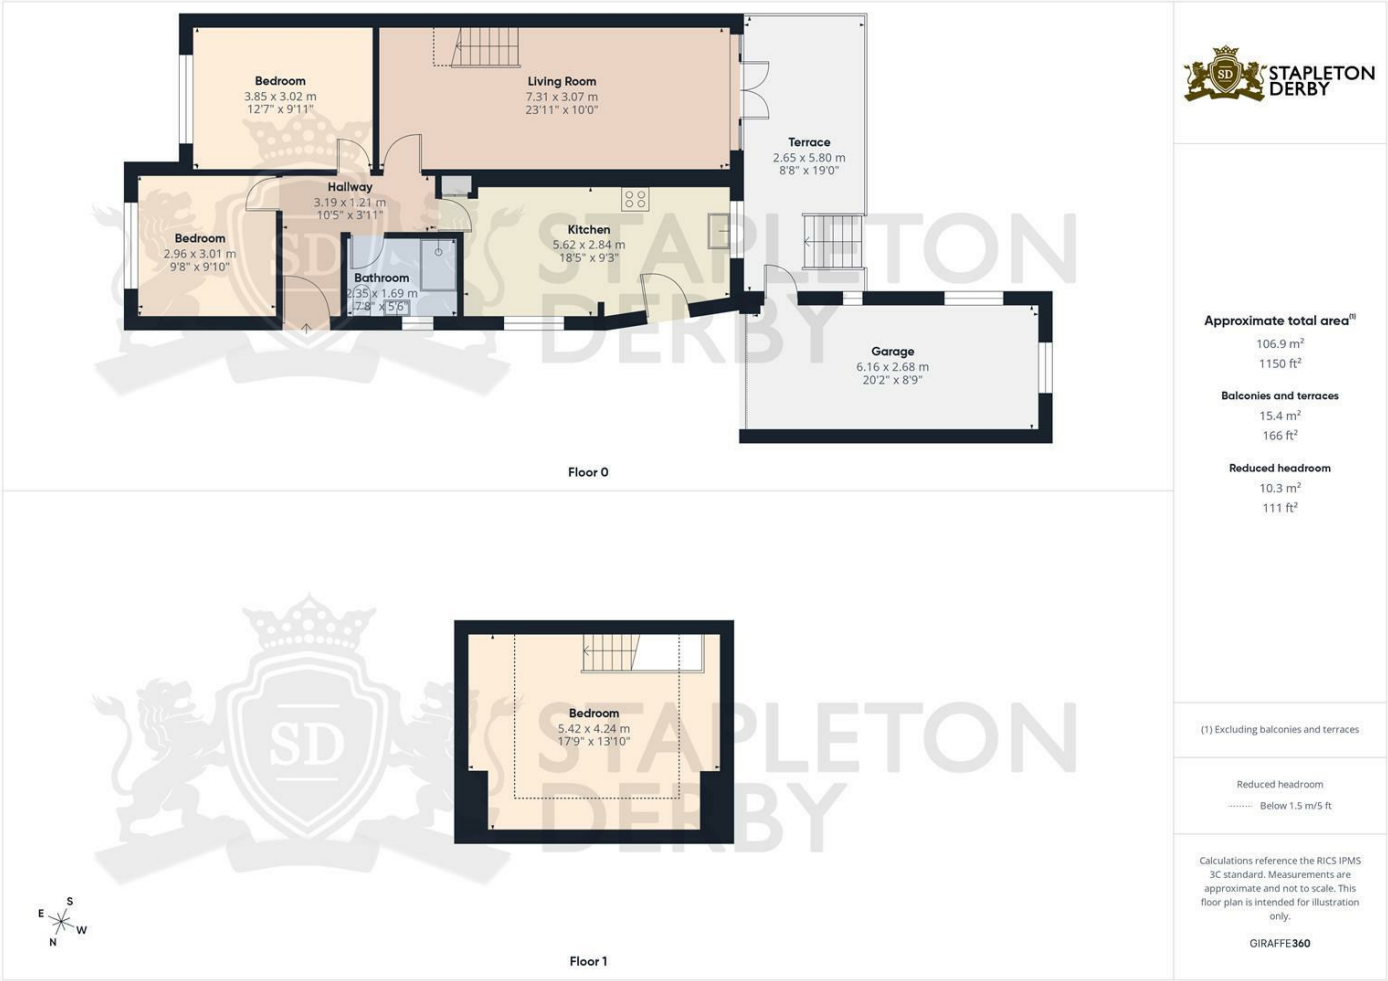 Bedroom
3.85 x 3.02 m
12'7" x 9'11"
Living Room
7.31 x 3.07 m
23'11" x 10'0"
Terrace
2.65 x 5.80 m
8'8" x 19'0"
Hallway
3.19 x 1.21 m
10'5" x 3'11"
Bedroom
2.96 x 3.01 m
9'8" x 9'10"
Kitchen
5.62 x 2.84 m
18'5" x 9'3"
Bathroom
2.35 x 1.69 m
7'8" x 5'6"
Garage
6.16 x 2.68 m
20'2" x 8'9"
SD
STAPLETON
DERBY
Floor 0
Bedroom
5.42 x 4.24 m
17'9" x 13'10"
SD
STAPLETON
DERBY
S
E
W
N
Floor 1
SD
STAPLETON
DERBY
Approximate total area(1)
106.9 m²
1150 ft²
Balconies and terraces
15.4 m²
166 ft²
Reduced headroom
10.3 m²
111 ft²
(1) Excluding balconies and terraces
Reduced headroom
Below 1.5 m/5 ft
Calculations reference the RICS IPMS
3C standard. Measurements are
approximate and not to scale. This
floor plan is intended for illustration
only.
GIRAFFE360